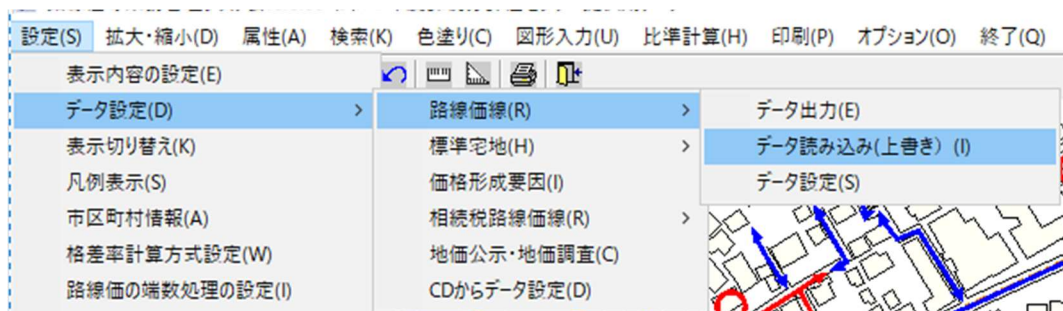 設定(S) 拡大・縮小(D) 属性(A) 検索(K) 色塗り(C) 図形入力(U) 比準計算(H) 印刷(P) オプション(O) 終了(Q)
表示内容の設定(E)
データ設定(D) >
表示切り替え(K)
凡例表示(S)
市区町村情報(A)
格差率計算方式設定(W)
路線価の端数処理の設定(I)
路線価線(R) >
標準宅地(H) >
価格形成要因(I)
相続税路線価線(R) >
地価公示・地価調査(C)
CDからデータ設定(D)
データ出力(E)
データ読み込み(上書き) (I)
データ設定(S)